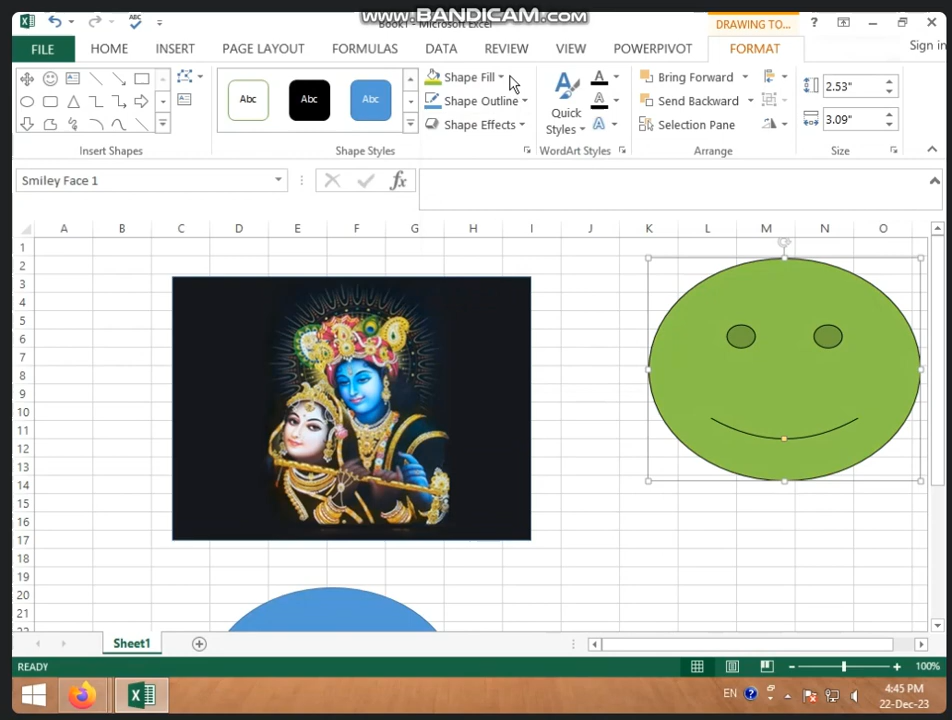 www.BANDICAM.com
Book1 - Microsoft Excel
DRAWING TO...
?
FILE
HOME
INSERT
PAGE LAYOUT
FORMULAS
DATA
REVIEW
VIEW
POWERPIVOT
FORMAT
Sign in
Abc
Abc
Abc
Shape Fill
Shape Outline
Shape Effects
Quick
Styles
A
A
A
A
Bring Forward
Send Backward
Selection Pane
2.53"
3.09"
Insert Shapes
Shape Styles
WordArt Styles
Arrange
Size
Smiley Face 1
fx
A B C D E F G H I J K L M N O
1
2
3
4
5
6
7
8
9
10
11
12
13
14
15
16
17
18
19
20
21
Sheet1
READY
100%
EN
4:45 PM
22-Dec-23